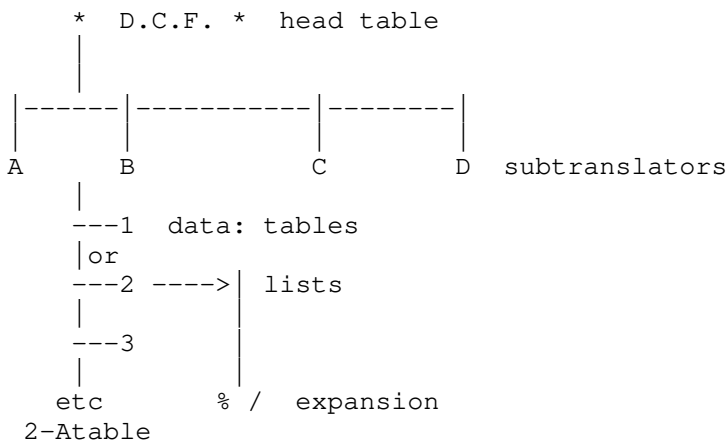 * D.C.F. * head table
A B C D subtranslators
---1 data: tables
|or
---2 ---->| lists
---3
etc % / expansion
2-Atable